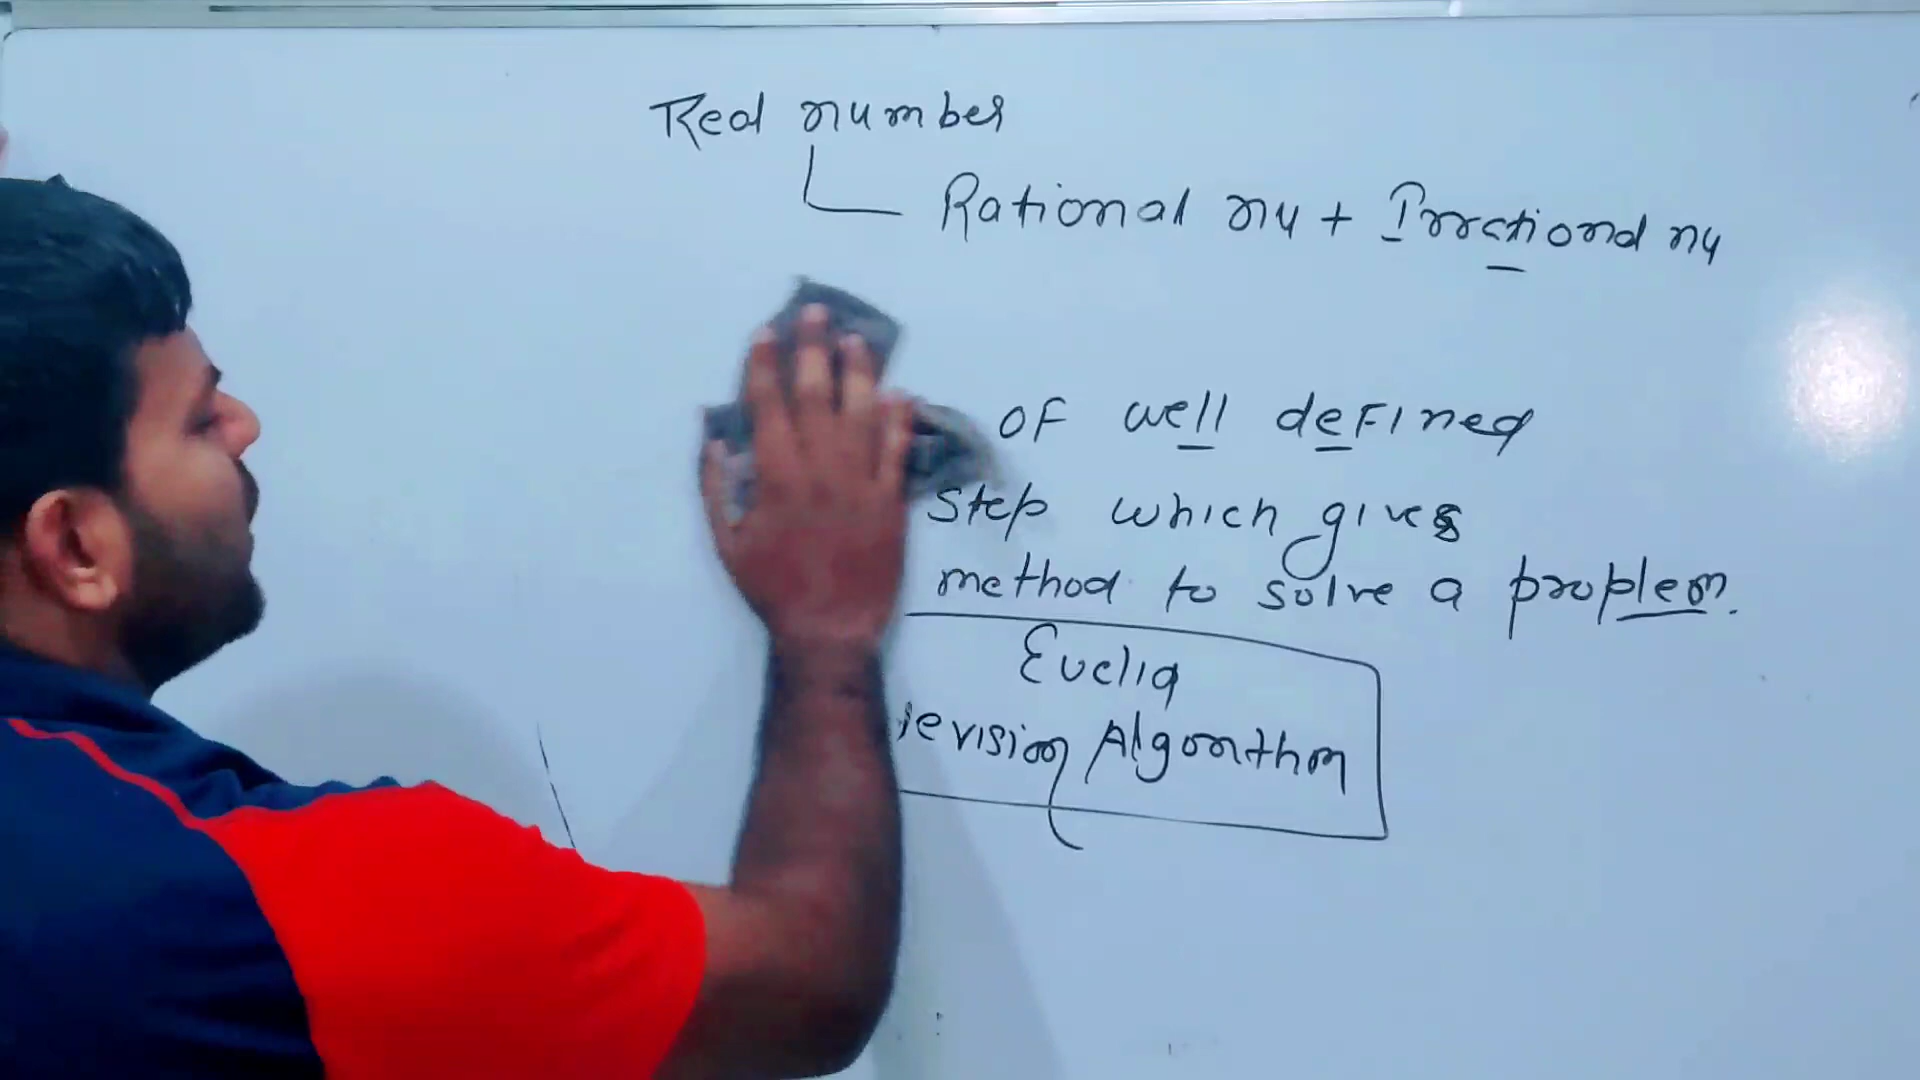 Real number
Rational nu + Irrational nu
OF well defined
Step which gives
method to solve a problem.
Euclid
evision Algorithm